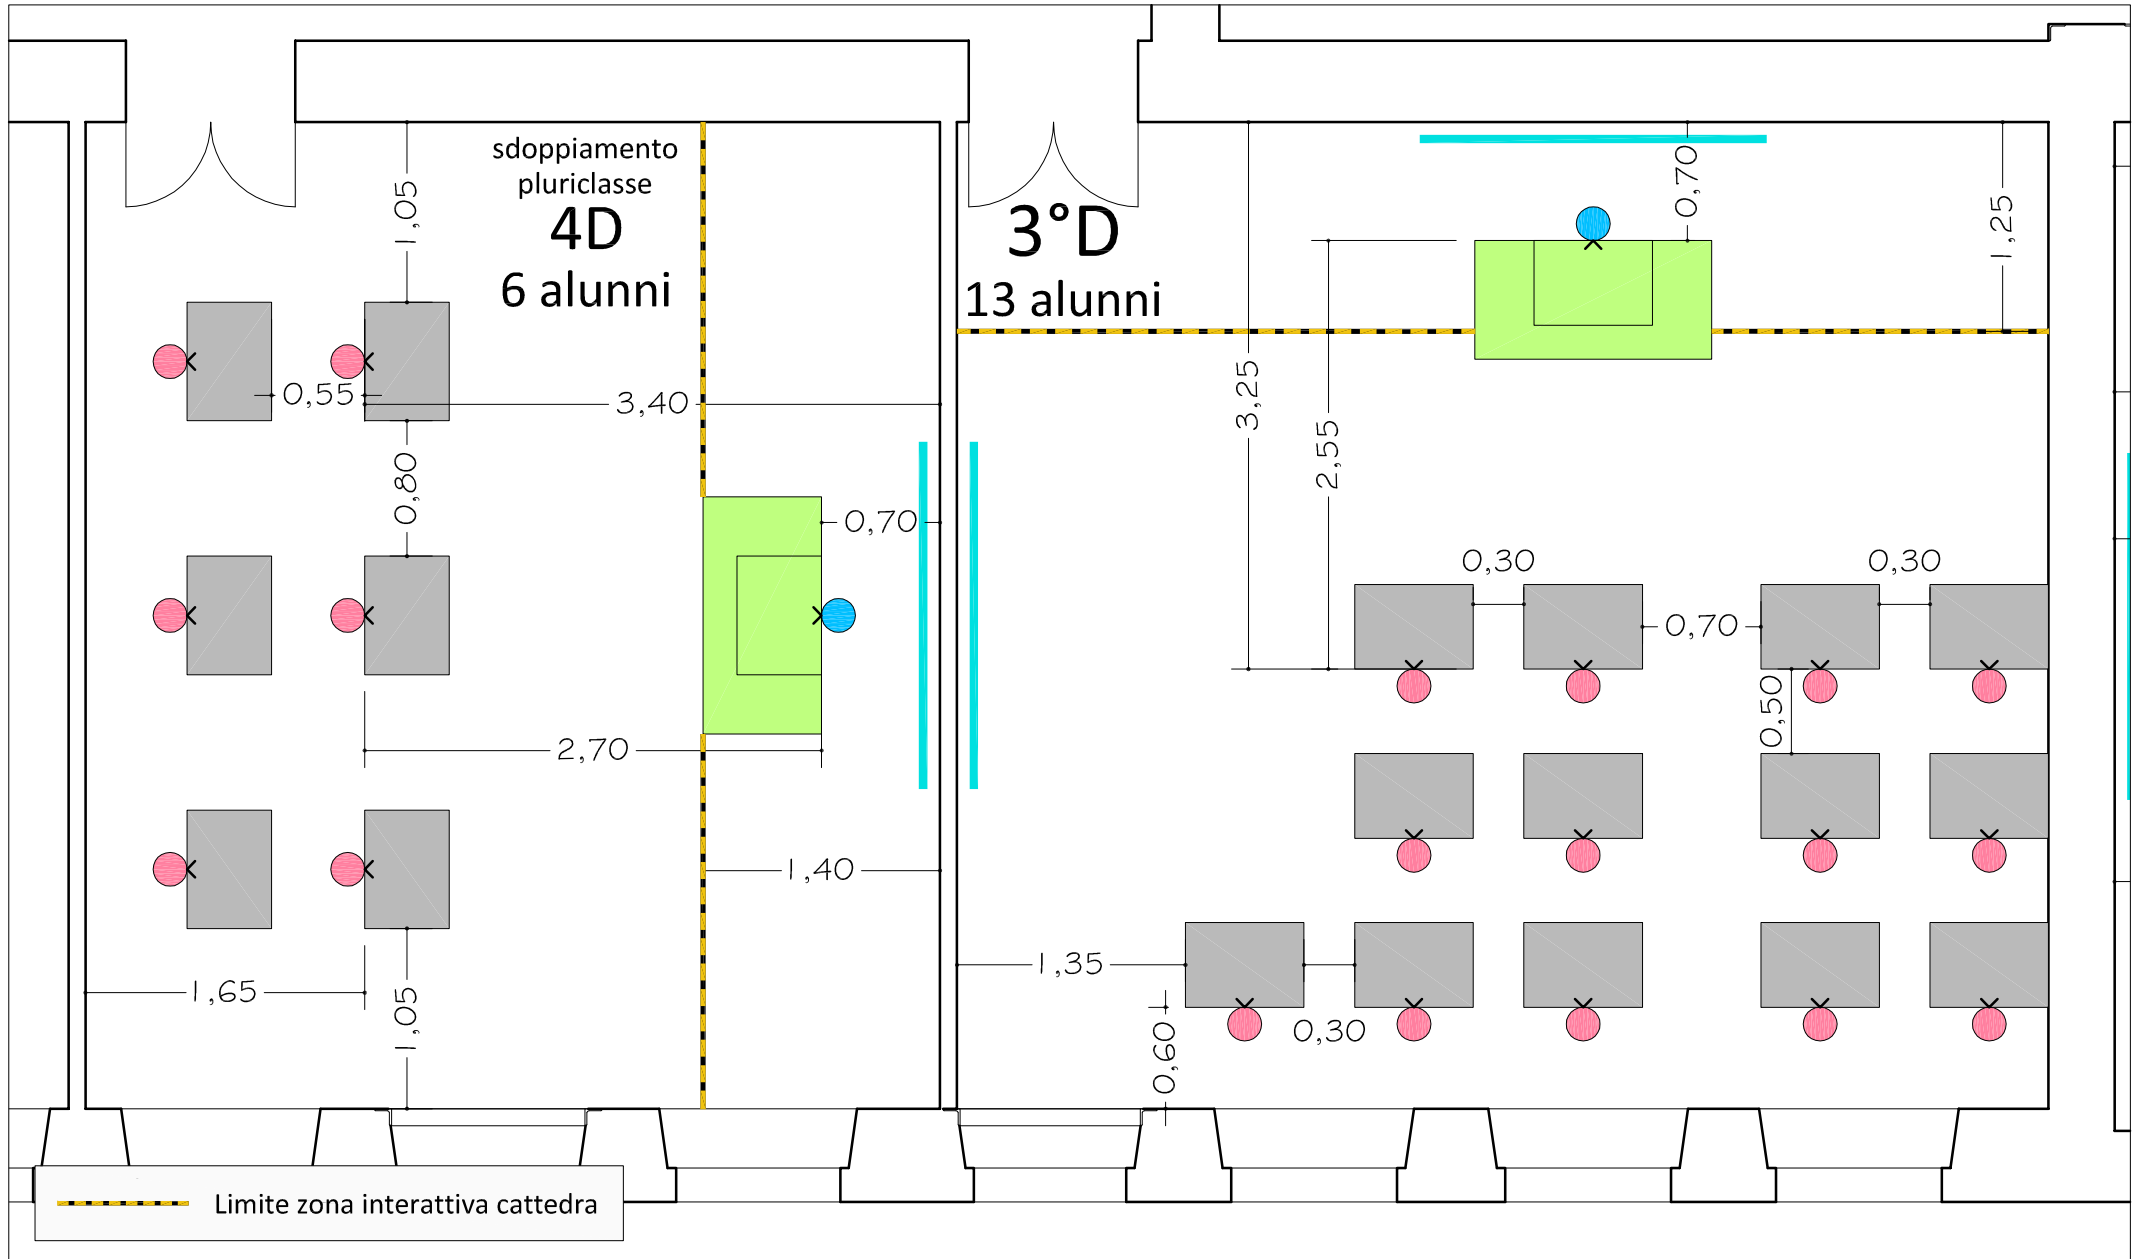 sdoppiamento
pluriclasse
4D
6 alunni
1,05
0,55
3,40
0,80
0,70
2,70
1,40
1,65
1,05
3°D
13 alunni
0,70
1,25
3,25
2,55
0,30
0,30
0,70
0,50
1,35
0,30
0,60
Limite zona interattiva cattedra